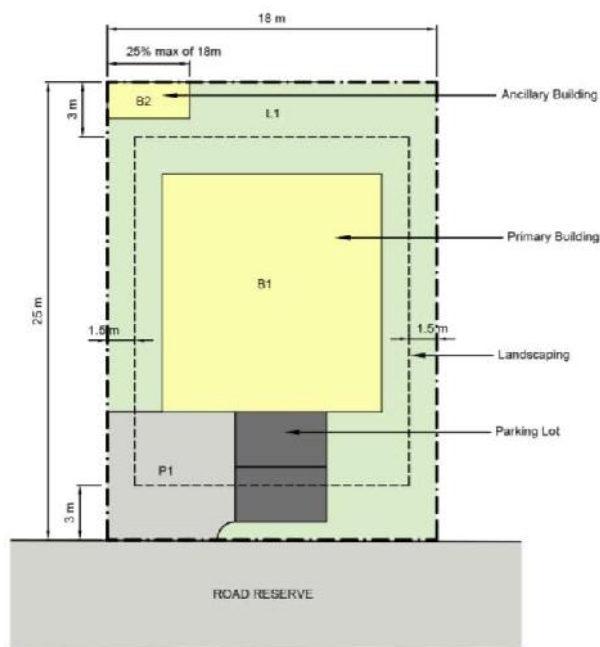 18 m
25% max of 18m
B2
3 m
L1
Ancillary Building
Primary Building
B1
25 m
1.5 m
1.5 m
Landscaping
Parking Lot
P1
3 m
ROAD RESERVE